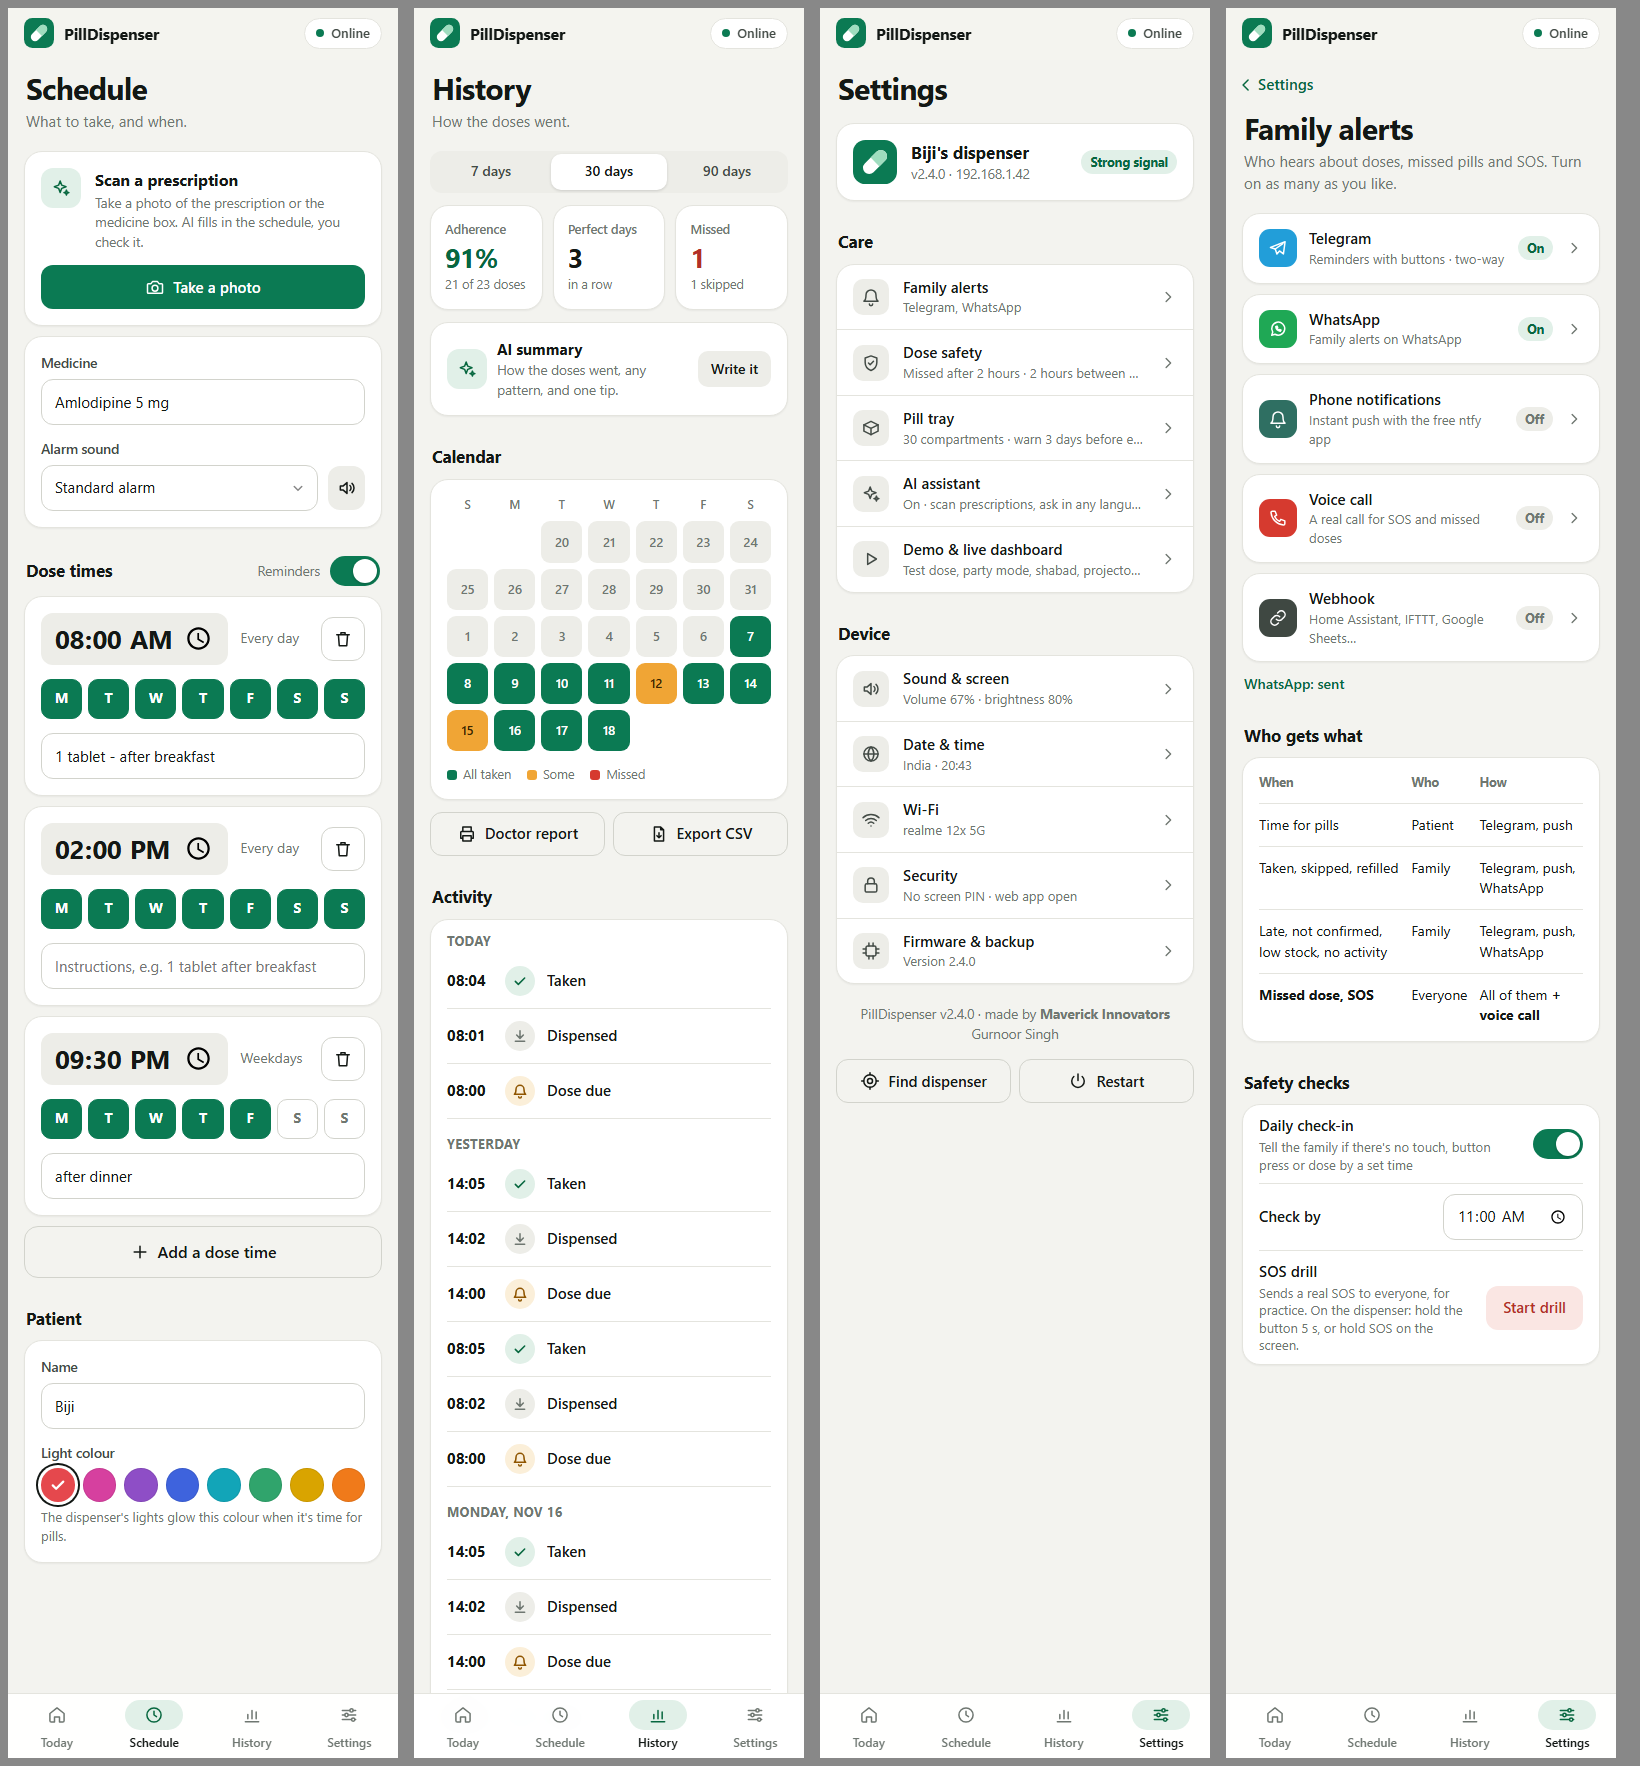 PillDispenser
Online
Schedule
What to take, and when.
Scan a prescription
Take a photo of the prescription or the
medicine box. AI fills in the schedule, you
check it.
Take a photo
Medicine
Amlodipine 5 mg
Alarm sound
Standard alarm
Dose times
Reminders
08:00 AM
Every day
M T W T F S S
1 tablet - after breakfast
02:00 PM
Every day
M T W T F S S
Instructions, e.g. 1 tablet after breakfast
09:30 PM
Weekdays
M T W T F S S
after dinner
Add a dose time
Patient
Name
Biji
Light colour
The dispenser's lights glow this colour when it's time for
pills.
Today Schedule History Settings
PillDispenser
Online
History
How the doses went.
7 days 30 days 90 days
Adherence
91%
21 of 23 doses
Perfect days
3
in a row
Missed
1
1 skipped
AI summary
How the doses went, any
pattern, and one tip.
Write it
Calendar
S M T W T F S
20 21 22 23 24
25 26 27 28 29 30 31
1 2 3 4 5 6 7
8 9 10 11 12 13 14
15 16 17 18
All taken Some Missed
Doctor report
Export CSV
Activity
TODAY
08:04 Taken
08:01 Dispensed
08:00 Dose due
YESTERDAY
14:05 Taken
14:02 Dispensed
14:00 Dose due
08:05 Taken
08:02 Dispensed
08:00 Dose due
MONDAY, NOV 16
14:05 Taken
14:02 Dispensed
14:00 Dose due
Today Schedule History Settings
PillDispenser
Online
Settings
Biji's dispenser
v2.4.0 · 192.168.1.42
Strong signal
Care
Family alerts
Telegram, WhatsApp
Dose safety
Missed after 2 hours · 2 hours between ...
Pill tray
30 compartments · warn 3 days before e...
AI assistant
On · scan prescriptions, ask in any langu...
Demo & live dashboard
Test dose, party mode, shabad, projecto...
Device
Sound & screen
Volume 67% · brightness 80%
Date & time
India · 20:43
Wi-Fi
realme 12x 5G
Security
No screen PIN · web app open
Firmware & backup
Version 2.4.0
PillDispenser v2.4.0 · made by Maverick Innovators
Gurnoor Singh
Find dispenser
Restart
Today Schedule History Settings
PillDispenser
Online
Settings
Family alerts
Who hears about doses, missed pills and SOS. Turn
on as many as you like.
Telegram
Reminders with buttons · two-way
On
WhatsApp
Family alerts on WhatsApp
On
Phone notifications
Instant push with the free ntfy
app
Off
Voice call
A real call for SOS and missed
doses
Off
Webhook
Home Assistant, IFTTT, Google
Sheets...
Off
WhatsApp: sent
Who gets what
When Who How
Time for pills Patient Telegram, push
Taken, skipped, refilled Family Telegram, push,
WhatsApp
Late, not confirmed, Family Telegram, push,
low stock, no activity WhatsApp
Missed dose, SOS Everyone All of them +
voice call
Safety checks
Daily check-in
Tell the family if there's no touch, button
press or dose by a set time
Check by
11:00 AM
SOS drill
Sends a real SOS to everyone, for
practice. On the dispenser: hold the
button 5 s, or hold SOS on the
screen.
Start drill
Today Schedule History Settings